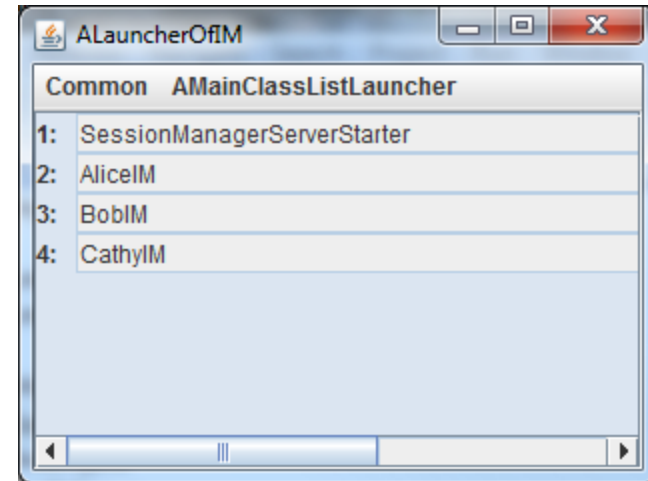 ALauncherOfIM
Common AMainClassListLauncher
1: SessionManagerServerStarter
2: AliceIM
3: BobIM
4: CathyIM